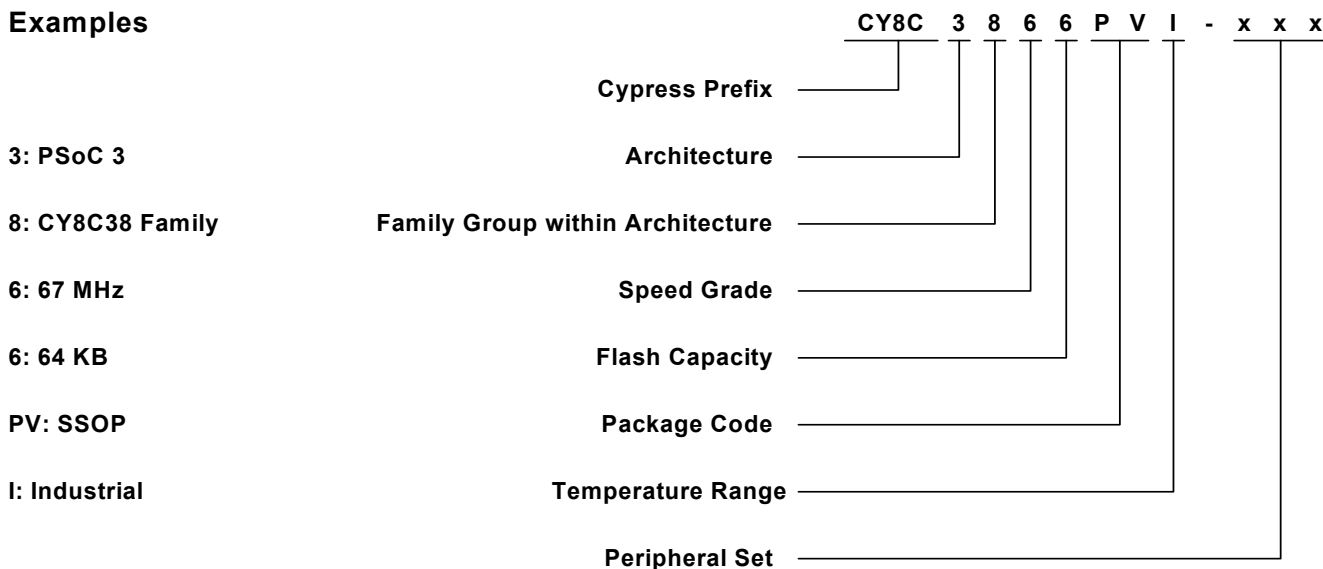 Examples CY8C 3 8 6 6 P V I - x x x
Cypress Prefix
3: PSoC 3 Architecture
8: CY8C38 Family Family Group within Architecture
6: 67 MHz Speed Grade
6: 64 KB Flash Capacity
PV: SSOP Package Code
I: Industrial Temperature Range
Peripheral Set